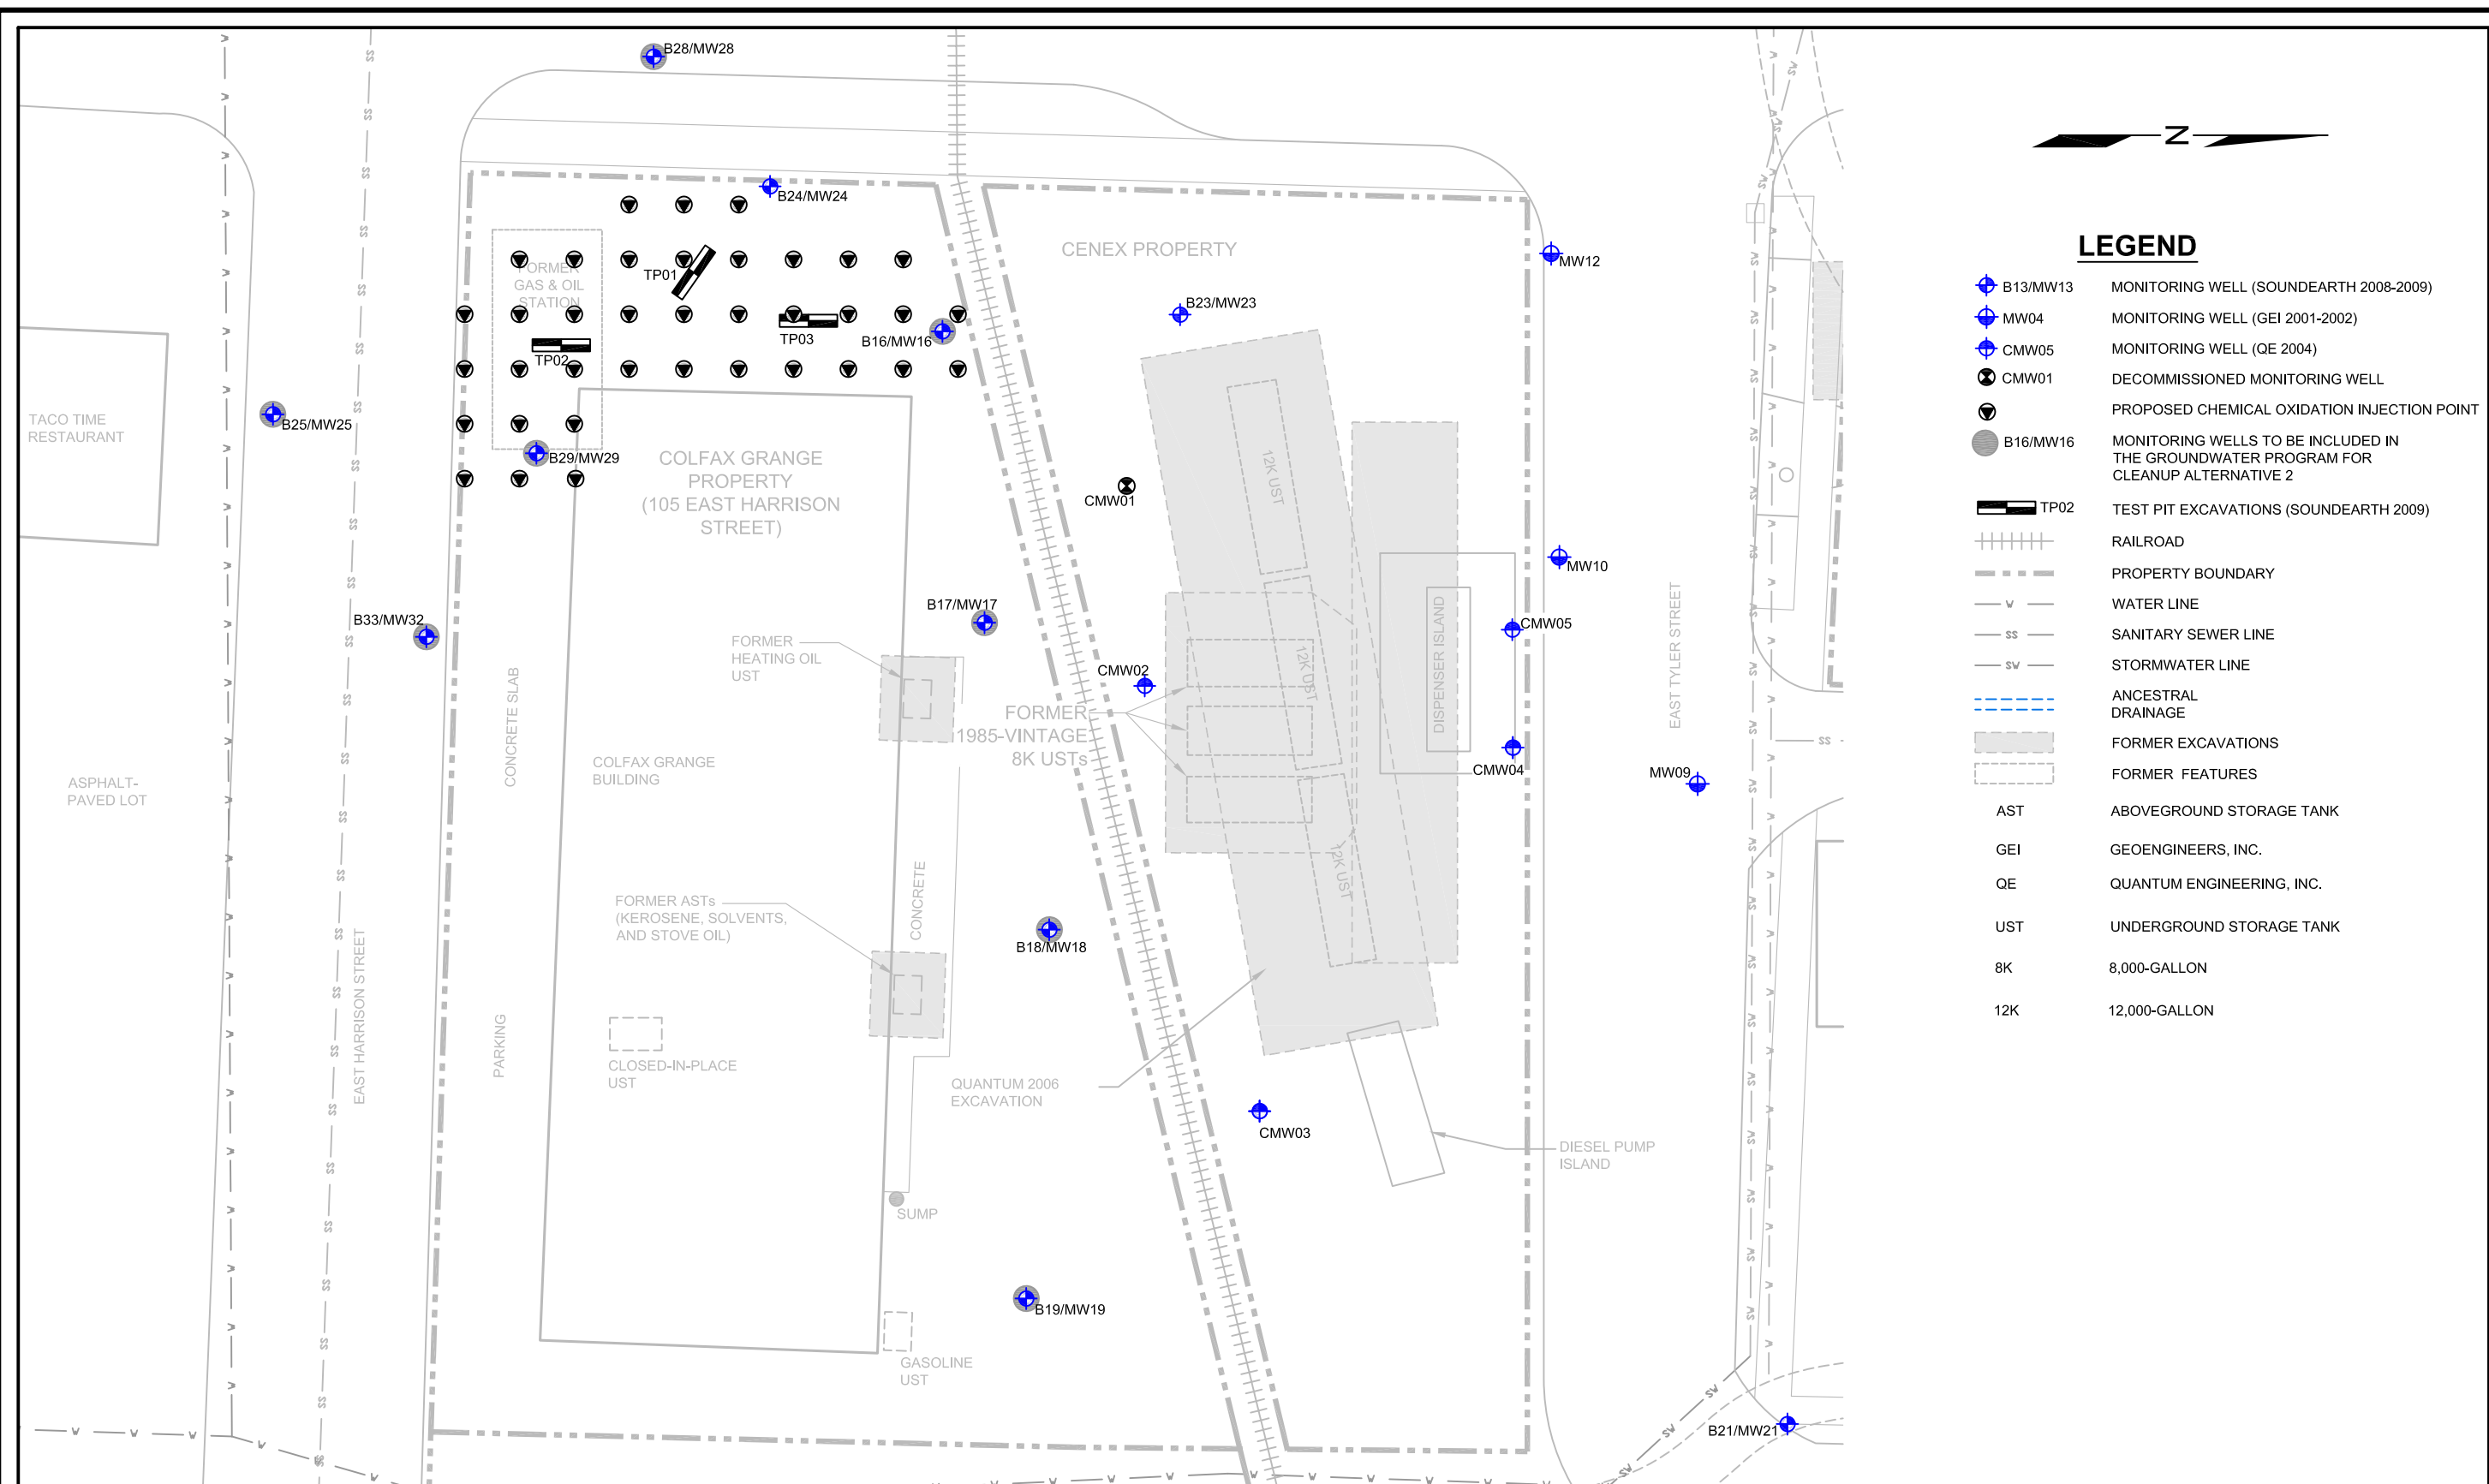 B28/MW28
B24/MW24
N
CENEX PROPERTY
MW12
LEGEND
B13/MW13 MONITORING WELL (SOUNDEARTH 2008-2009)
MW04 MONITORING WELL (GEI 2001-2002)
CMW05 MONITORING WELL (QE 2004)
CMW01 DECOMMISSIONED MONITORING WELL
PROPOSED CHEMICAL OXIDATION INJECTION POINT
B16/MW16 MONITORING WELLS TO BE INCLUDED IN
THE GROUNDWATER PROGRAM FOR
CLEANUP ALTERNATIVE 2
TP02 TEST PIT EXCAVATIONS (SOUNDEARTH 2009)
RAILROAD
PROPERTY BOUNDARY
W WATER LINE
SS SANITARY SEWER LINE
SW STORMWATER LINE
ANCESTRAL
DRAINAGE
FORMER EXCAVATIONS
FORMER FEATURES
AST ABOVEGROUND STORAGE TANK
GEI GEOENGINEERS, INC.
QE QUANTUM ENGINEERING, INC.
UST UNDERGROUND STORAGE TANK
8K 8,000-GALLON
12K 12,000-GALLON
FORMER
GAS & OIL
STATION
TP01
TP03
TP02
B16/MW16
B23/MW23
TACO TIME
RESTAURANT
B25/MW25
B29/MW29
COLFAX GRANGE
PROPERTY
(105 EAST HARRISON
STREET)
CMW01
12K UST
MW10
B33/MW32
B17/MW17
FORMER
HEATING OIL
UST
CMW02
12K UST
DISPENSER ISLAND
CMW05
EAST TYLER STREET
FORMER
1985-VINTAGE
8K USTs
CONCRETE SLAB
COLFAX GRANGE
BUILDING
CMW04
MW09
ASPHALT-
PAVED LOT
12K UST
FORMER ASTs
(KEROSENE, SOLVENTS,
AND STOVE OIL)
CONCRETE
B18/MW18
EAST HARRISON STREET
PARKING
CLOSED-IN-PLACE
UST
QUANTUM 2006
EXCAVATION
CMW03
DIESEL PUMP
ISLAND
SUMP
B19/MW19
GASOLINE
UST
B21/MW21